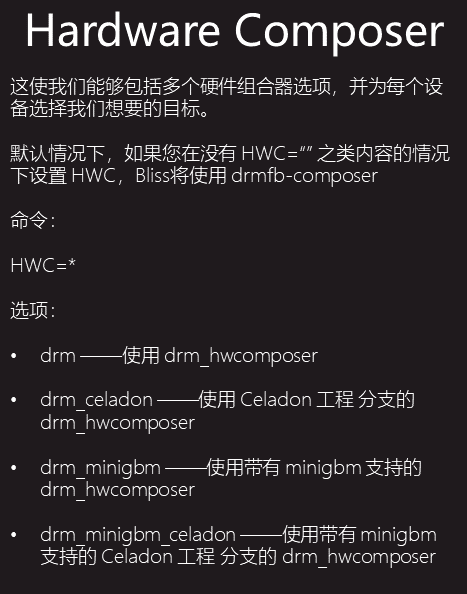 Hardware Composer
这使我们能够包括多个硬件组合器选项，并为每个设
备选择我们想要的目标。
默认情况下，如果您在没有 HWC=“” 之类内容的情况
下设置 HWC，Bliss将使用 drmfb-composer
命令：
HWC=*
选项：
• drm ——使用 drm_hwcomposer
• drm_celadon ——使用 Celadon 工程 分支的
drm_hwcomposer
• drm_minigbm ——使用带有 minigbm 支持的
drm_hwcomposer
• drm_minigbm_celadon ——使用带有 minigbm
支持的 Celadon 工程 分支的 drm_hwcomposer